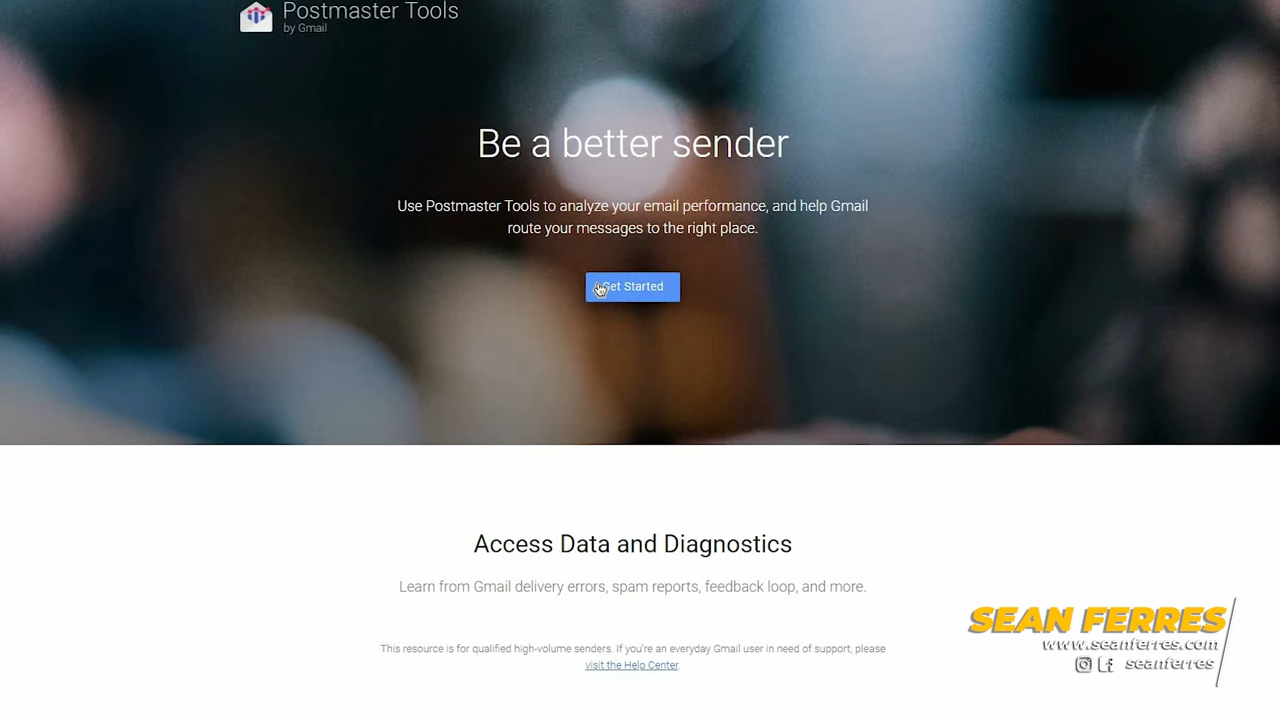 Postmaster Tools
by Gmail
Be a better sender
Use Postmaster Tools to analyze your email performance, and help Gmail
route your messages to the right place.
Get Started
Access Data and Diagnostics
Learn from Gmail delivery errors, spam reports, feedback loop, and more.
This resource is for qualified high-volume senders. If you're an everyday Gmail user in need of support, please
visit the Help Center.
SEAN FERRES
www.seanferres.com
seanferres